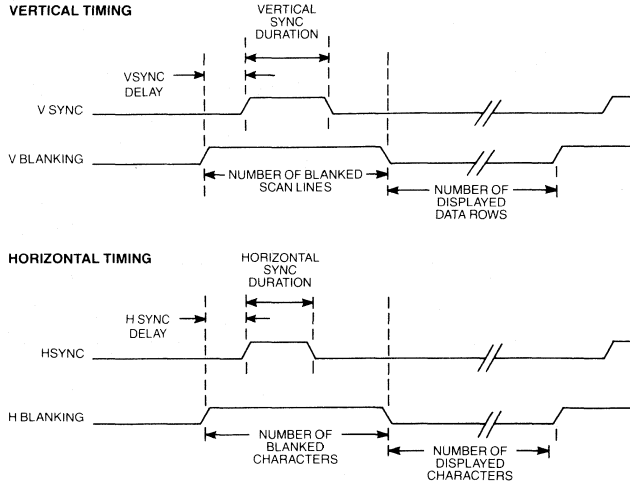 VERTICAL TIMING
VERTICAL
SYNC
DURATION
VSYNC
DELAY
V SYNC
V BLANKING
NUMBER OF BLANKED
SCAN LINES
NUMBER OF
DISPLAYED
DATA ROWS
HORIZONTAL TIMING
HORIZONTAL
SYNC
DURATION
H SYNC
DELAY
HSYNC
H BLANKING
NUMBER OF
BLANKED
CHARACTERS
NUMBER OF
DISPLAYED
CHARACTERS